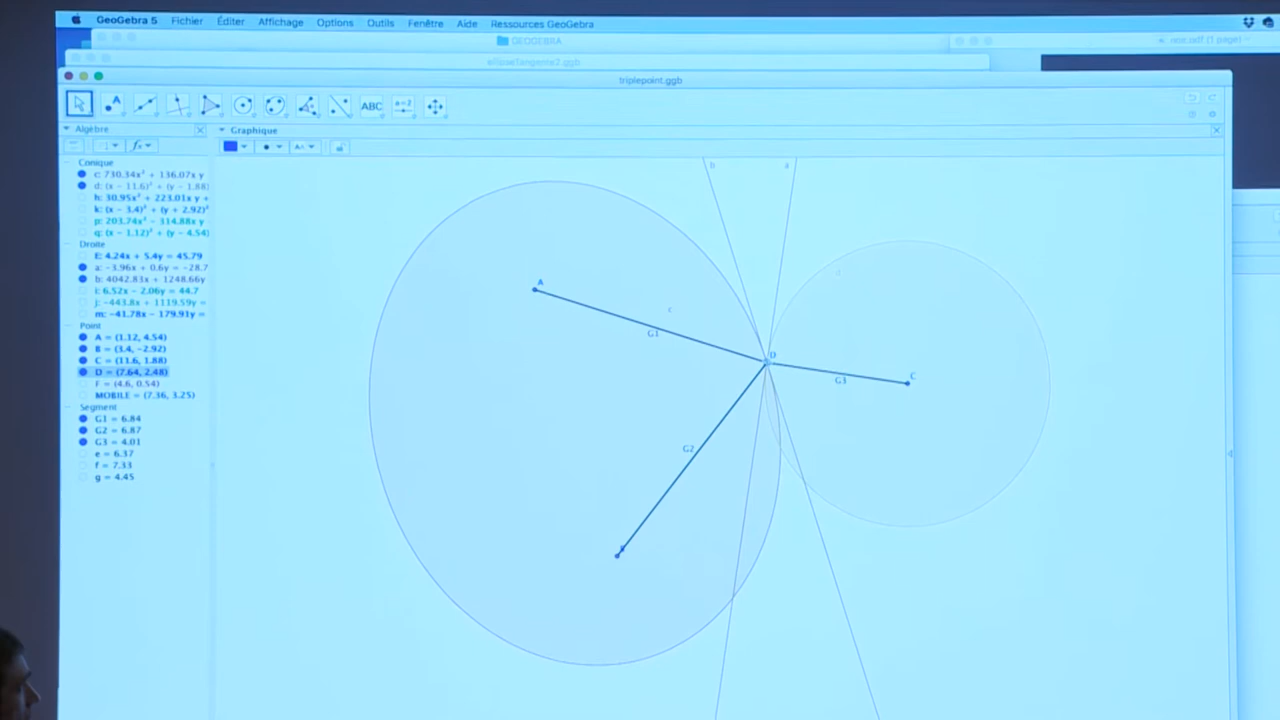 GeoGebra 5 Fichier Éditer Affichage Options Outils Fenêtre Aide Ressources GeoGebra
GEOGEBRA
ellipsetangente2.ggb
triplepoint.ggb
A
ABC
a=2
Algèbre
Graphique
Conique
c: 730.34x² + 136.07x y
d: (x − 11.6)² + (y − 1.88)
h: 30.95x² + 223.01x y +
k: (x − 3.4)² + (y + 2.92)²
p: 203.74x² − 314.88x y
q: (x − 1.12)² + (y − 4.54)
Droite
E: 4.24x + 5.4y = 45.79
a: −3.96x + 0.6y = −28.7
b: 4042.83x + 1248.66y
i: 6.52x − 2.06y = 44.7
j: −443.8x + 1119.59y =
m: −41.78x − 179.91y =
Point
A = (1.12, 4.54)
B = (3.4, −2.92)
C = (11.6, 1.88)
D = (7.64, 2.48)
F = (4.6, 0.54)
MOBILE = (7.36, 3.25)
Segment
G1 = 6.84
G2 = 6.87
G3 = 4.01
e = 6.37
f = 7.33
g = 4.45
b
a
d
A
c
G1
D
C
G3
G2